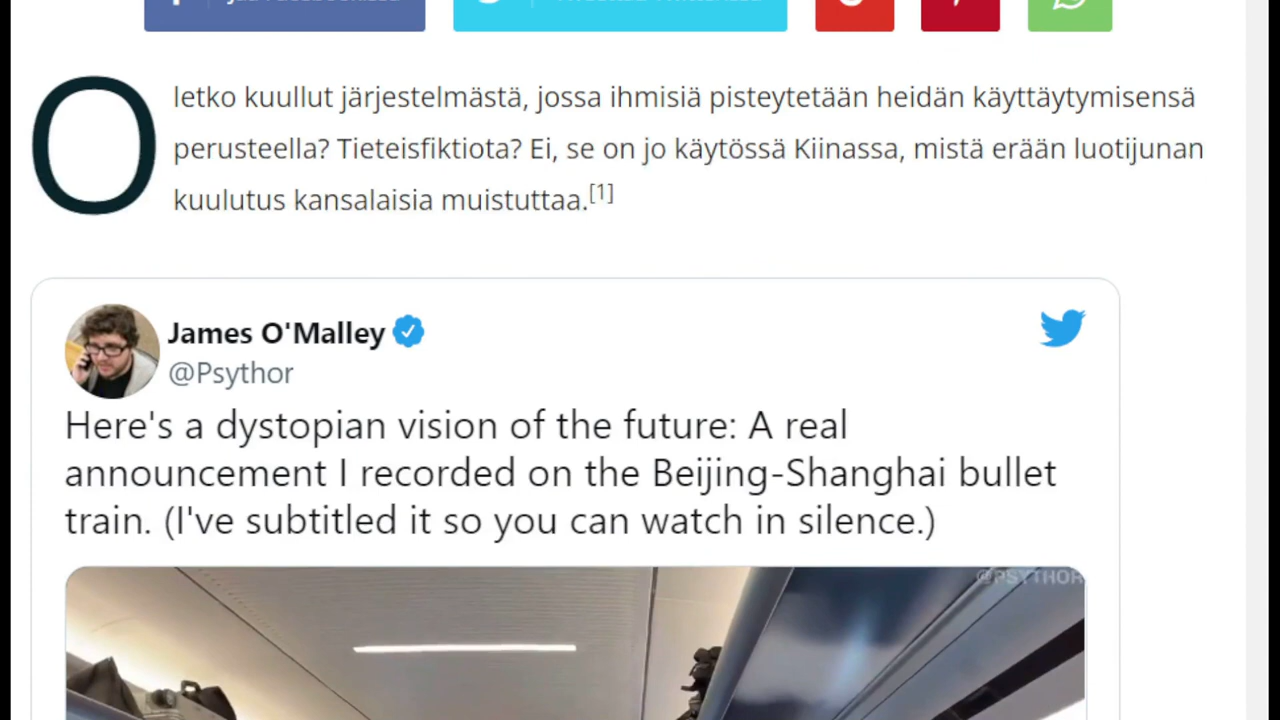 Oletko kuullut järjestelmästä, jossa ihmisiä pisteytetään heidän käyttäytymisensä
perusteella? Tieteisfiktiota? Ei, se on jo käytössä Kiinassa, mistä erään luotijunan
kuulutus kansalaisia muistuttaa.[1]
James O'Malley
@Psythor
Here's a dystopian vision of the future: A real
announcement I recorded on the Beijing-Shanghai bullet
train. (I've subtitled it so you can watch in silence.)
@PSYTHOR